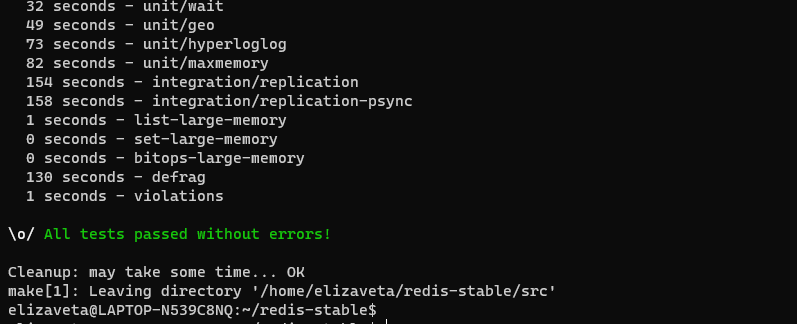 32 seconds - unit/wait
49 seconds - unit/geo
73 seconds - unit/hyperloglog
82 seconds - unit/maxmemory
154 seconds - integration/replication
158 seconds - integration/replication-psync
1 seconds - list-large-memory
0 seconds - set-large-memory
0 seconds - bitops-large-memory
130 seconds - defrag
1 seconds - violations
\o/ All tests passed without errors!
Cleanup: may take some time... OK
make[1]: Leaving directory '/home/elizaveta/redis-stable/src'
elizaveta@LAPTOP-N539C8NQ:~/redis-stable$